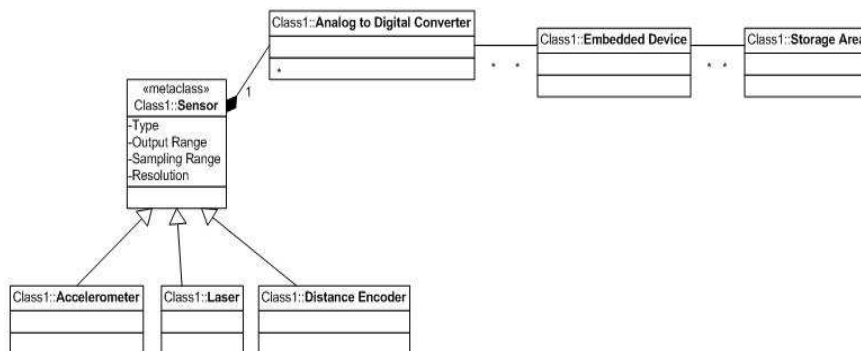 Class1::Analog to Digital Converter
Class1::Embedded Device
Class1::Storage Area
*
* *
* *
«metaclass»
Class1::Sensor
1
-Type
-Output Range
-Sampling Range
-Resolution
Class1::Accelerometer
Class1::Laser
Class1::Distance Encoder